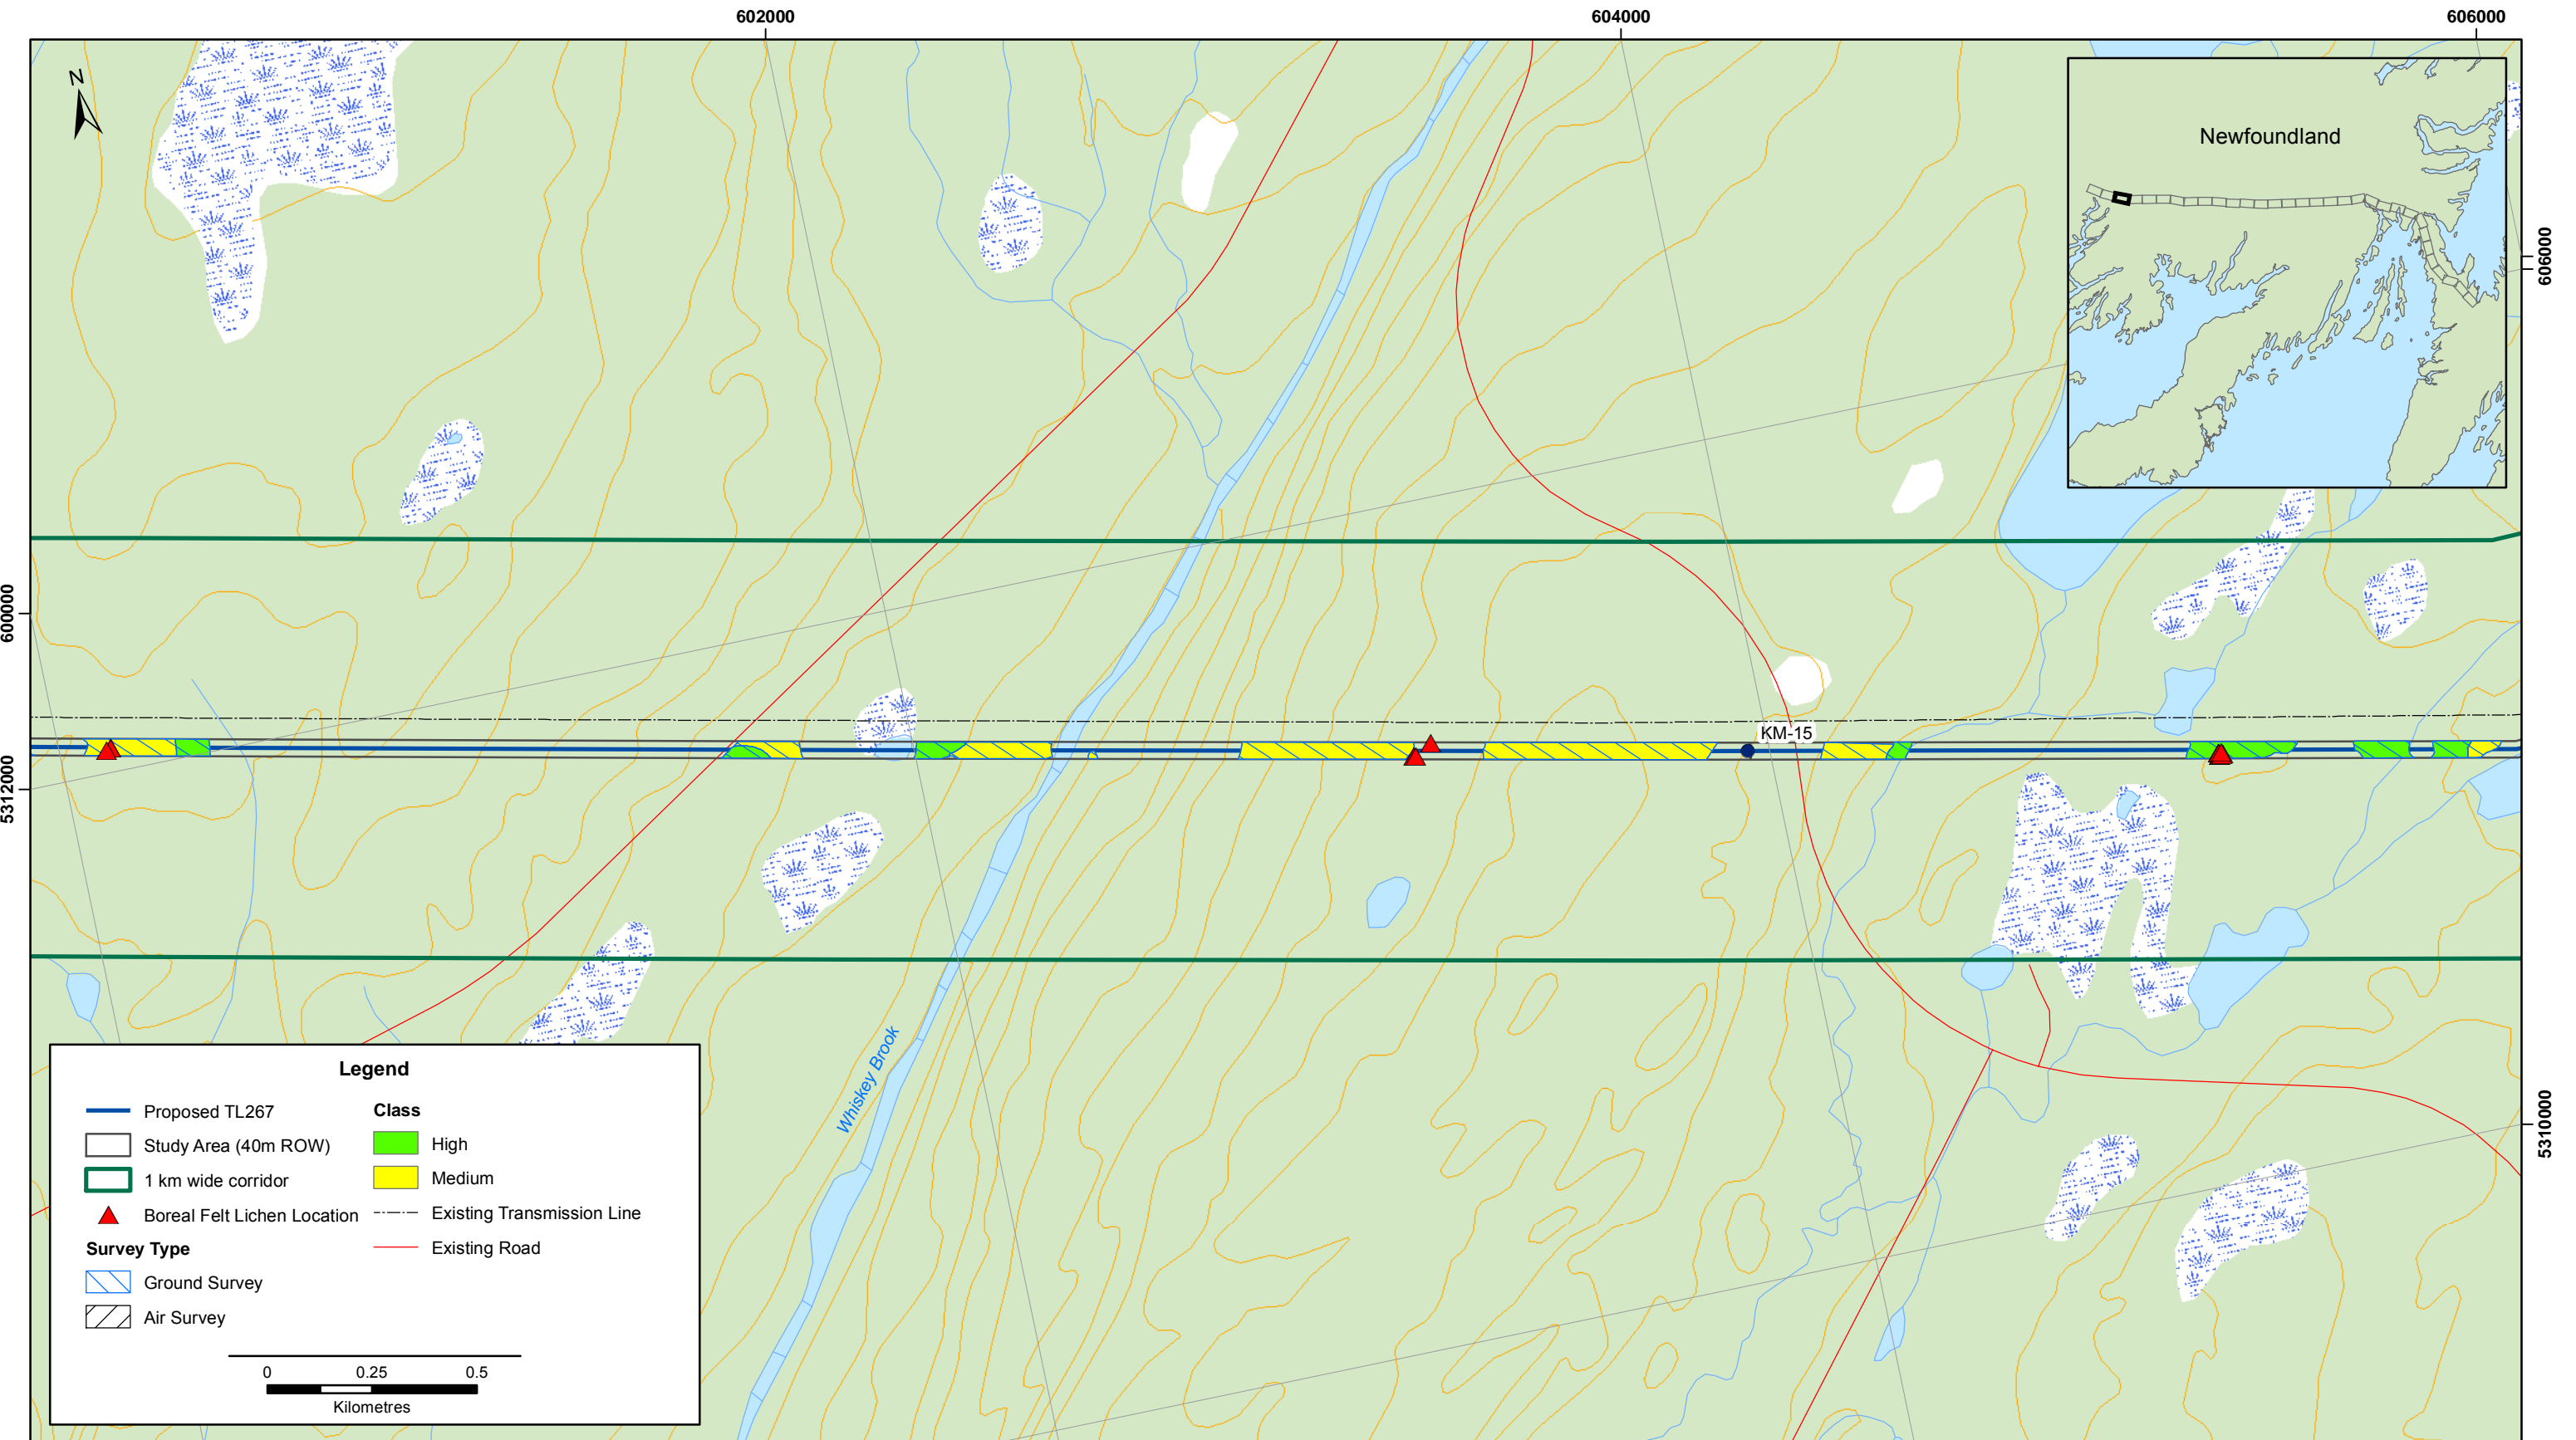 602000
604000
606000
N
Newfoundland
606000
600000
5312000
KM-15
Whiskey Brook
5310000
Legend
Proposed TL267
Study Area (40m ROW)
1 km wide corridor
Boreal Felt Lichen Location
Survey Type
Ground Survey
Air Survey
Class
High
Medium
Existing Transmission Line
Existing Road
0 0.25 0.5
Kilometres